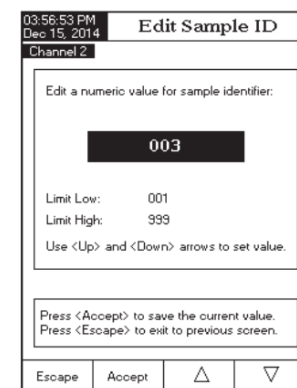 03:56:53 PM
Dec 15, 2014
Edit Sample ID
Channel 2
Edit a numeric value for sample identifier:
003
Limit Low: 001
Limit High: 999
Use <Up> and <Down> arrows to set value.
Press <Accept> to save the current value.
Press <Escape> to exit to previous screen.
Escape Accept △ ▽